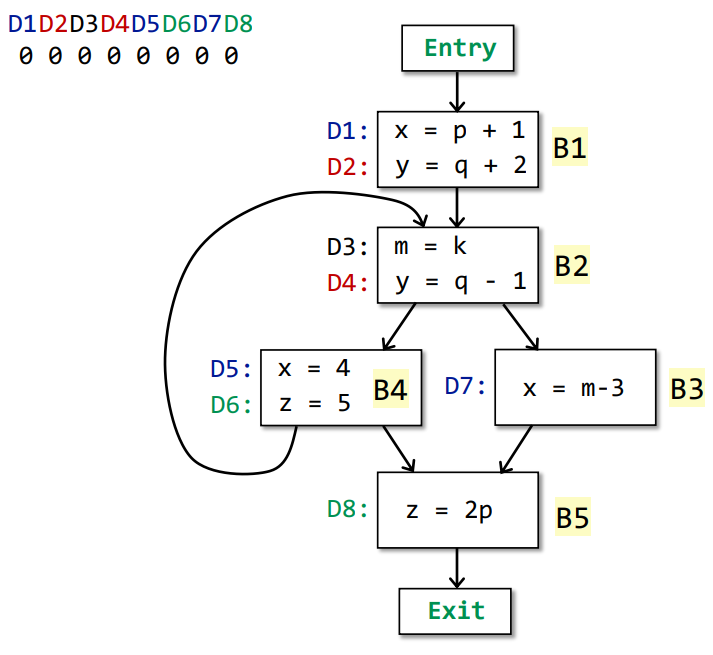 D1D2D3D4D5D6D7D8
0 0 0 0 0 0 0 0
Entry
D1: x = p + 1
D2: y = q + 2
B1
D3: m = k
D4: y = q - 1
B2
D5: x = 4
D6: z = 5
B4
D7: x = m-3
B3
D8: z = 2p
B5
Exit